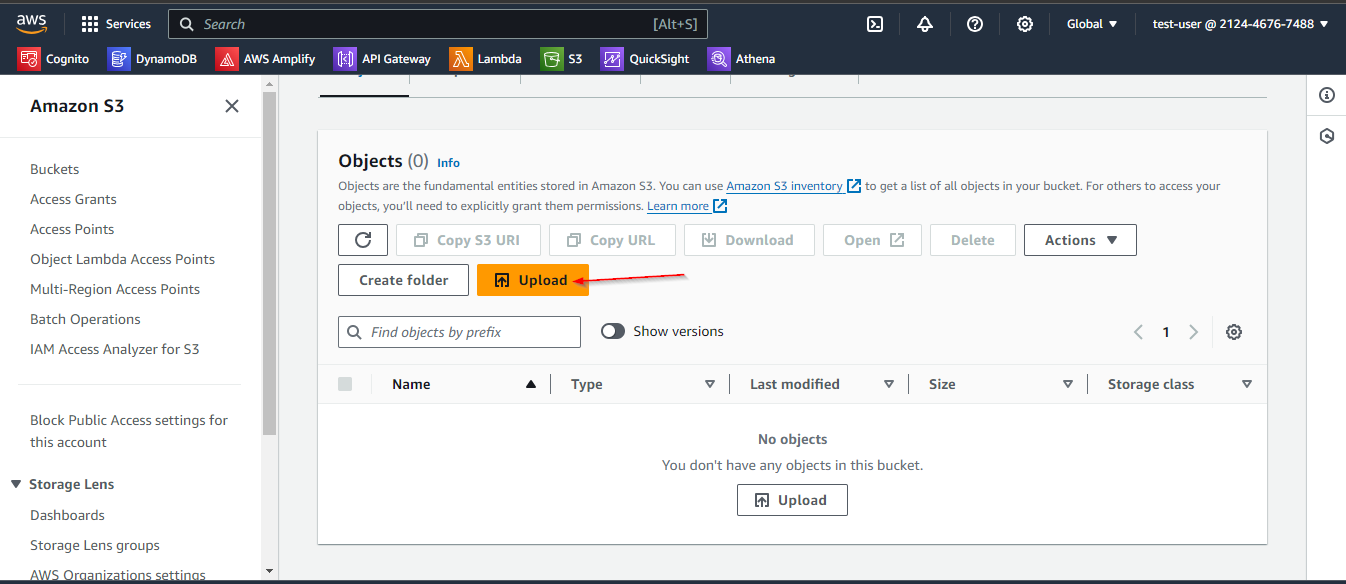 aws Services Search [Alt+S] Global test-user @ 2124-4676-7488
Cognito DynamoDB AWS Amplify API Gateway Lambda S3 QuickSight Athena
Amazon S3
Buckets
Access Grants
Access Points
Object Lambda Access Points
Multi-Region Access Points
Batch Operations
IAM Access Analyzer for S3
Block Public Access settings for
this account
Storage Lens
Dashboards
Storage Lens groups
AWS Organizations settings
Objects (0) Info
Objects are the fundamental entities stored in Amazon S3. You can use Amazon S3 inventory to get a list of all objects in your bucket. For others to access your
objects, you'll need to explicitly grant them permissions. Learn more
Copy S3 URI Copy URL Download Open Delete Actions
Create folder Upload
Find objects by prefix Show versions 1
Name Type Last modified Size Storage class
No objects
You don't have any objects in this bucket.
Upload